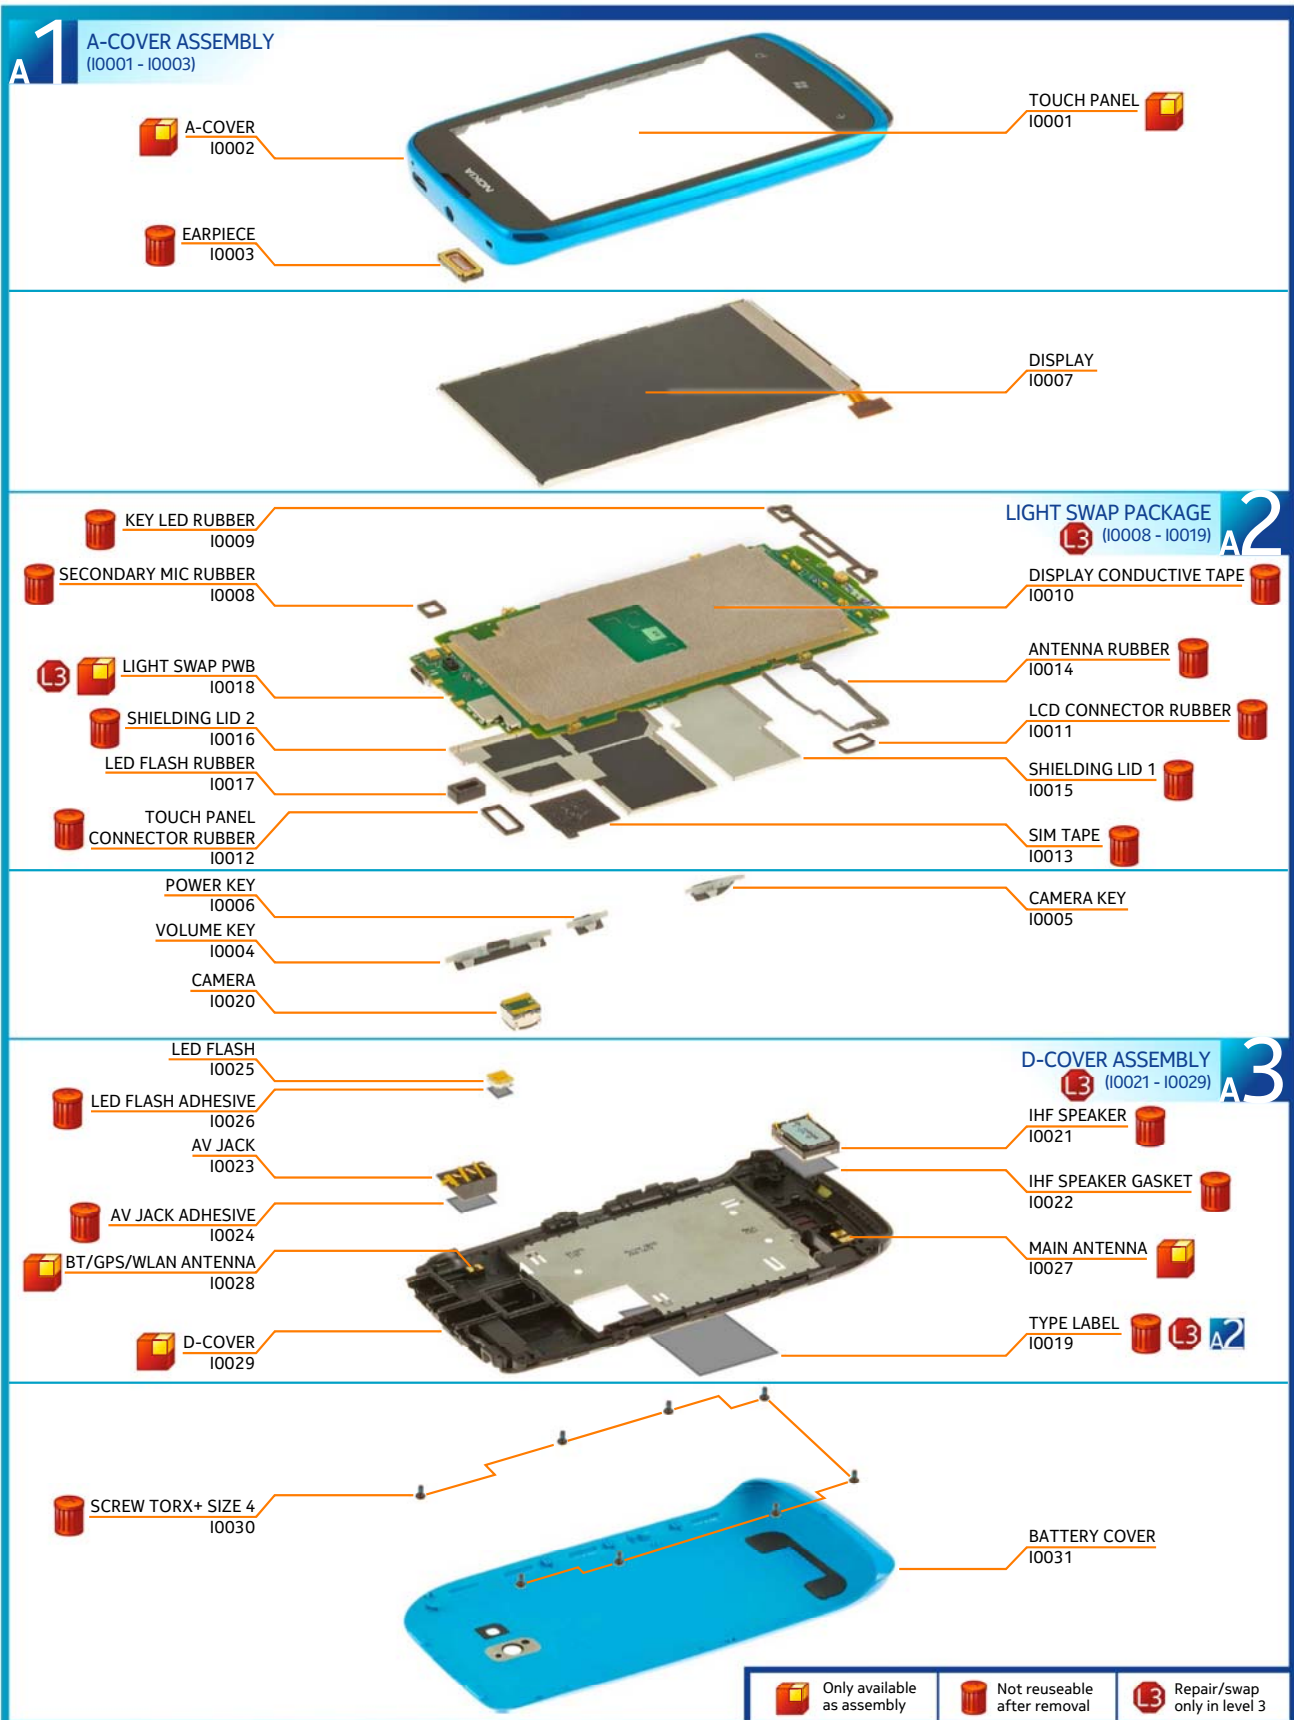 A1
A-COVER ASSEMBLY
(I0001 - I0003)
A-COVER
I0002
TOUCH PANEL
I0001
NOKIA
EARPIECE
I0003
DISPLAY
I0007
LIGHT SWAP PACKAGE
L3 (I0008 - I0019)
A2
KEY LED RUBBER
I0009
SECONDARY MIC RUBBER
I0008
DISPLAY CONDUCTIVE TAPE
I0010
L3 LIGHT SWAP PWB
I0018
ANTENNA RUBBER
I0014
SHIELDING LID 2
I0016
LCD CONNECTOR RUBBER
I0011
LED FLASH RUBBER
I0017
SHIELDING LID 1
I0015
TOUCH PANEL
CONNECTOR RUBBER
I0012
SIM TAPE
I0013
POWER KEY
I0006
CAMERA KEY
I0005
VOLUME KEY
I0004
CAMERA
I0020
D-COVER ASSEMBLY
L3 (I0021 - I0029)
A3
LED FLASH
I0025
LED FLASH ADHESIVE
I0026
IHF SPEAKER
I0021
AV JACK
I0023
IHF SPEAKER GASKET
I0022
AV JACK ADHESIVE
I0024
MAIN ANTENNA
I0027
BT/GPS/WLAN ANTENNA
I0028
D-COVER
I0029
TYPE LABEL L3 A2
I0019
SCREW TORX+ SIZE 4
I0030
BATTERY COVER
I0031
Only available
as assembly
Not reuseable
after removal
L3 Repair/swap
only in level 3